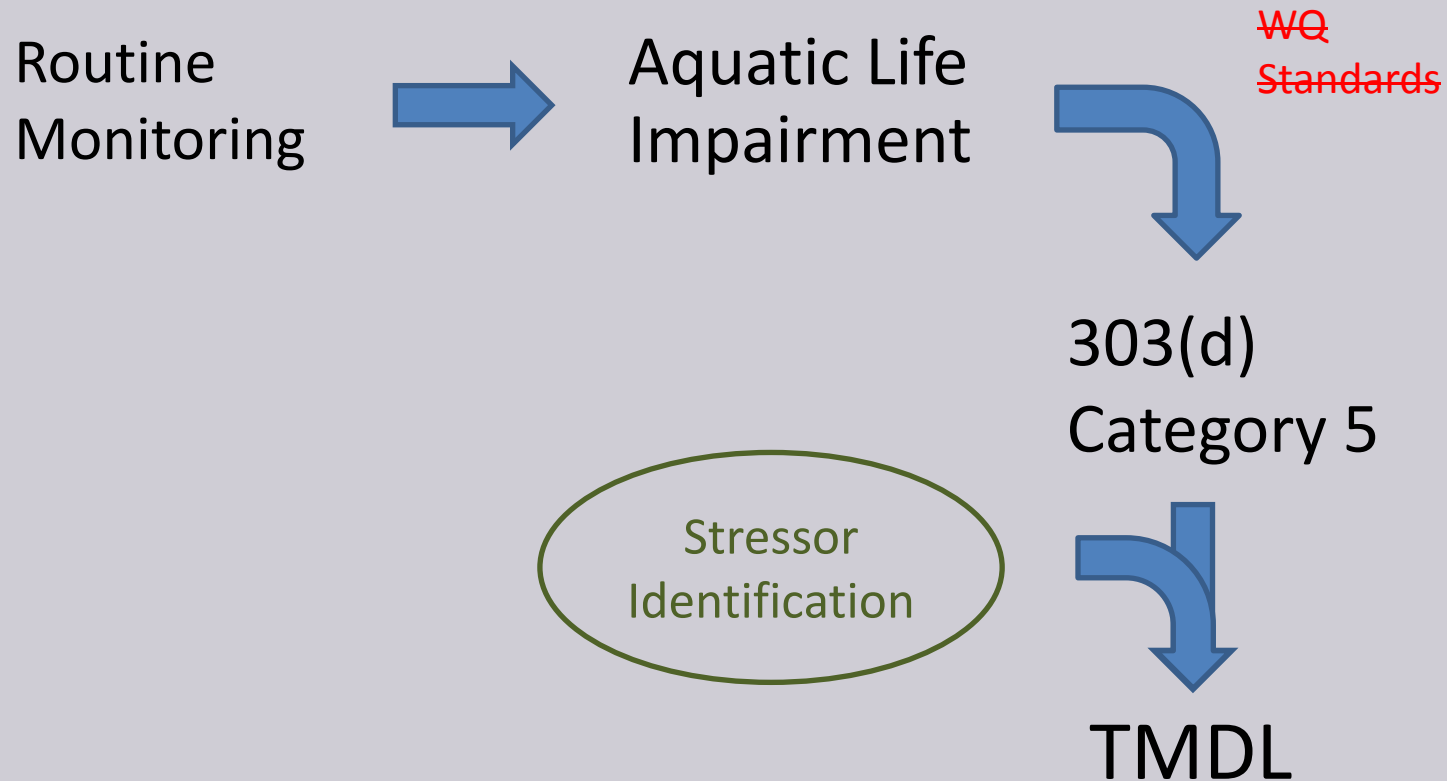 Routine
Monitoring
Aquatic Life
Impairment
WQ
Standards
303(d)
Category 5
Stressor
Identification
TMDL